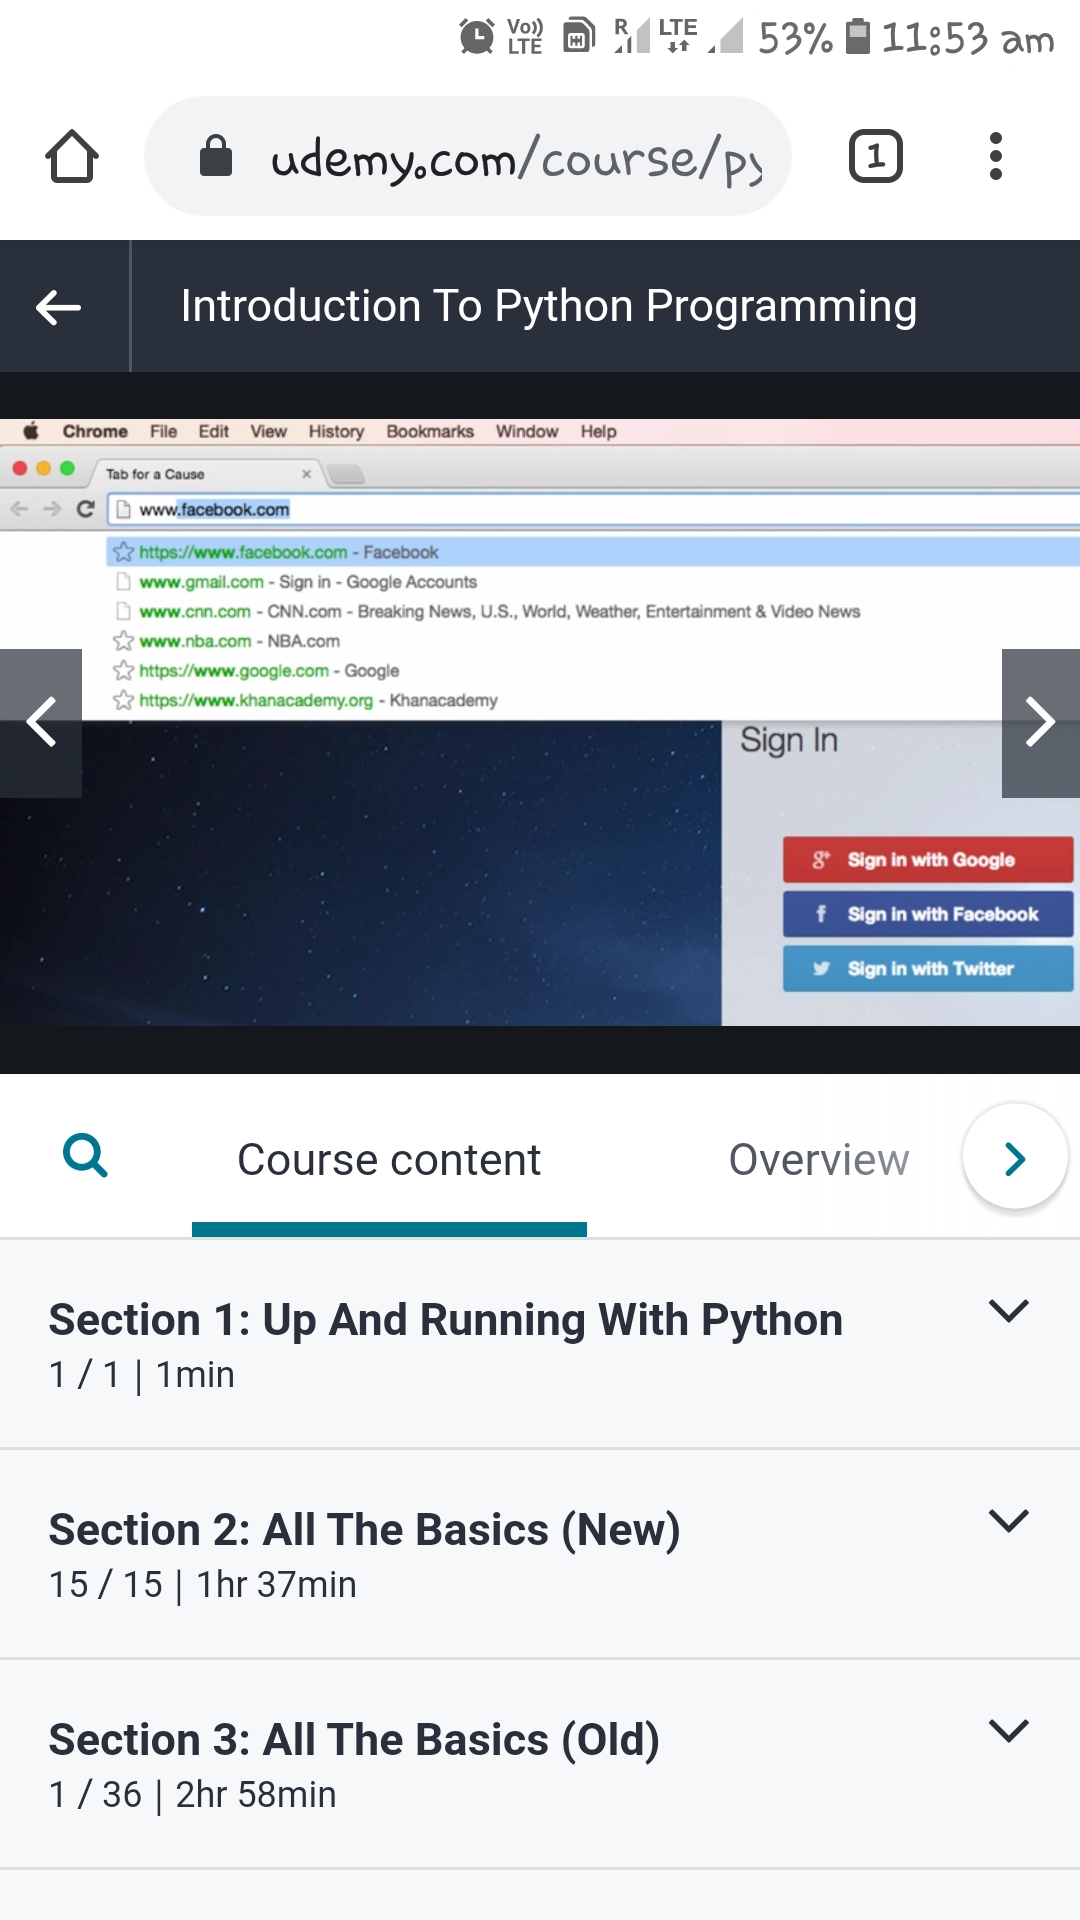 Vo)) LTE R LTE 53% 11:53 am
udemy.com/course/py
1
Introduction To Python Programming
Chrome File Edit View History Bookmarks Window Help
Tab for a Cause
www.facebook.com
https://www.facebook.com - Facebook
www.gmail.com - Sign in - Google Accounts
www.cnn.com - CNN.com - Breaking News, U.S., World, Weather, Entertainment & Video News
www.nba.com - NBA.com
https://www.google.com - Google
https://www.khanacademy.org - Khanacademy
Sign In
g+ Sign in with Google
f Sign in with Facebook
Sign in with Twitter
Course content Overview
Section 1: Up And Running With Python
1 / 1 | 1min
Section 2: All The Basics (New)
15 / 15 | 1hr 37min
Section 3: All The Basics (Old)
1 / 36 | 2hr 58min